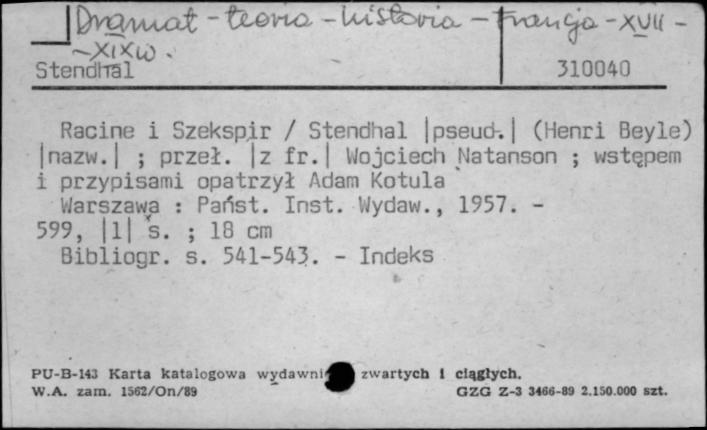 Dramat - teoria - historia - Francja - XVII -
- XIX w.
Stendhal 310040
Racine i Szekspir / Stendhal |pseud.| (Henri Beyle)
|nazw.| ; przeł. |z fr.| Wojciech Natanson ; wstępem
i przypisami opatrzył Adam Kotula
Warszawa : Państ. Inst. Wydaw., 1957. -
599, |1| s. ; 18 cm
Bibliogr. s. 541-543. - Indeks
PU-B-143 Karta katalogowa wydawni zwartych i ciągłych.
W.A. zam. 1562/On/89 GZG Z-3 3466-89 2.150.000 szt.